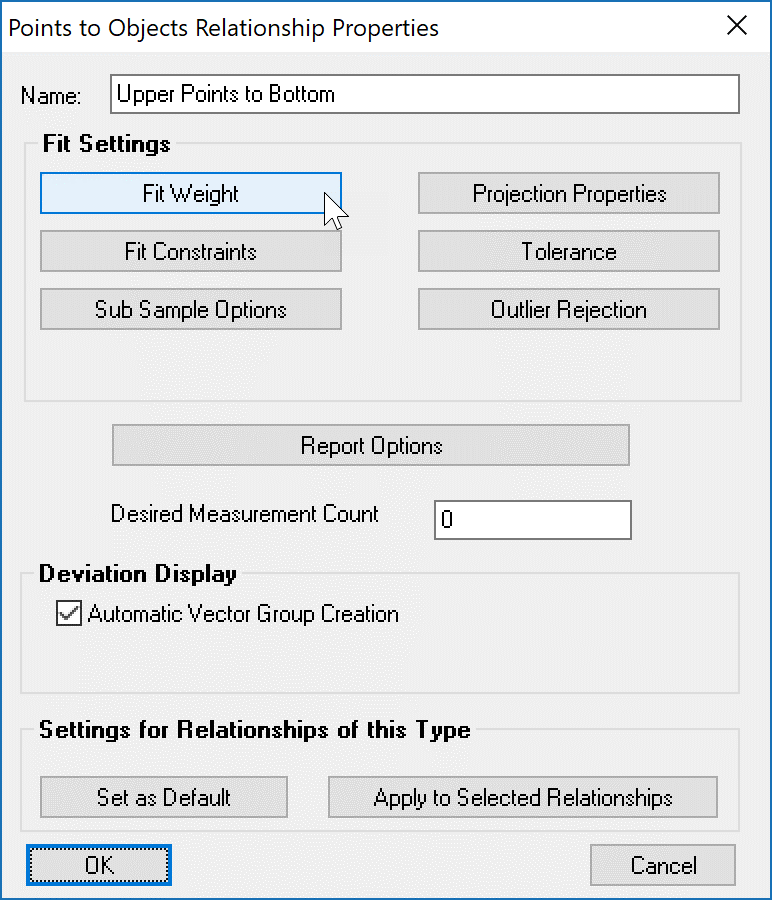 Points to Objects Relationship Properties
Name: Upper Points to Bottom
Fit Settings
Fit Weight Projection Properties
Fit Constraints Tolerance
Sub Sample Options Outlier Rejection
Report Options
Desired Measurement Count 0
Deviation Display
Automatic Vector Group Creation
Settings for Relationships of this Type
Set as Default Apply to Selected Relationships
OK Cancel